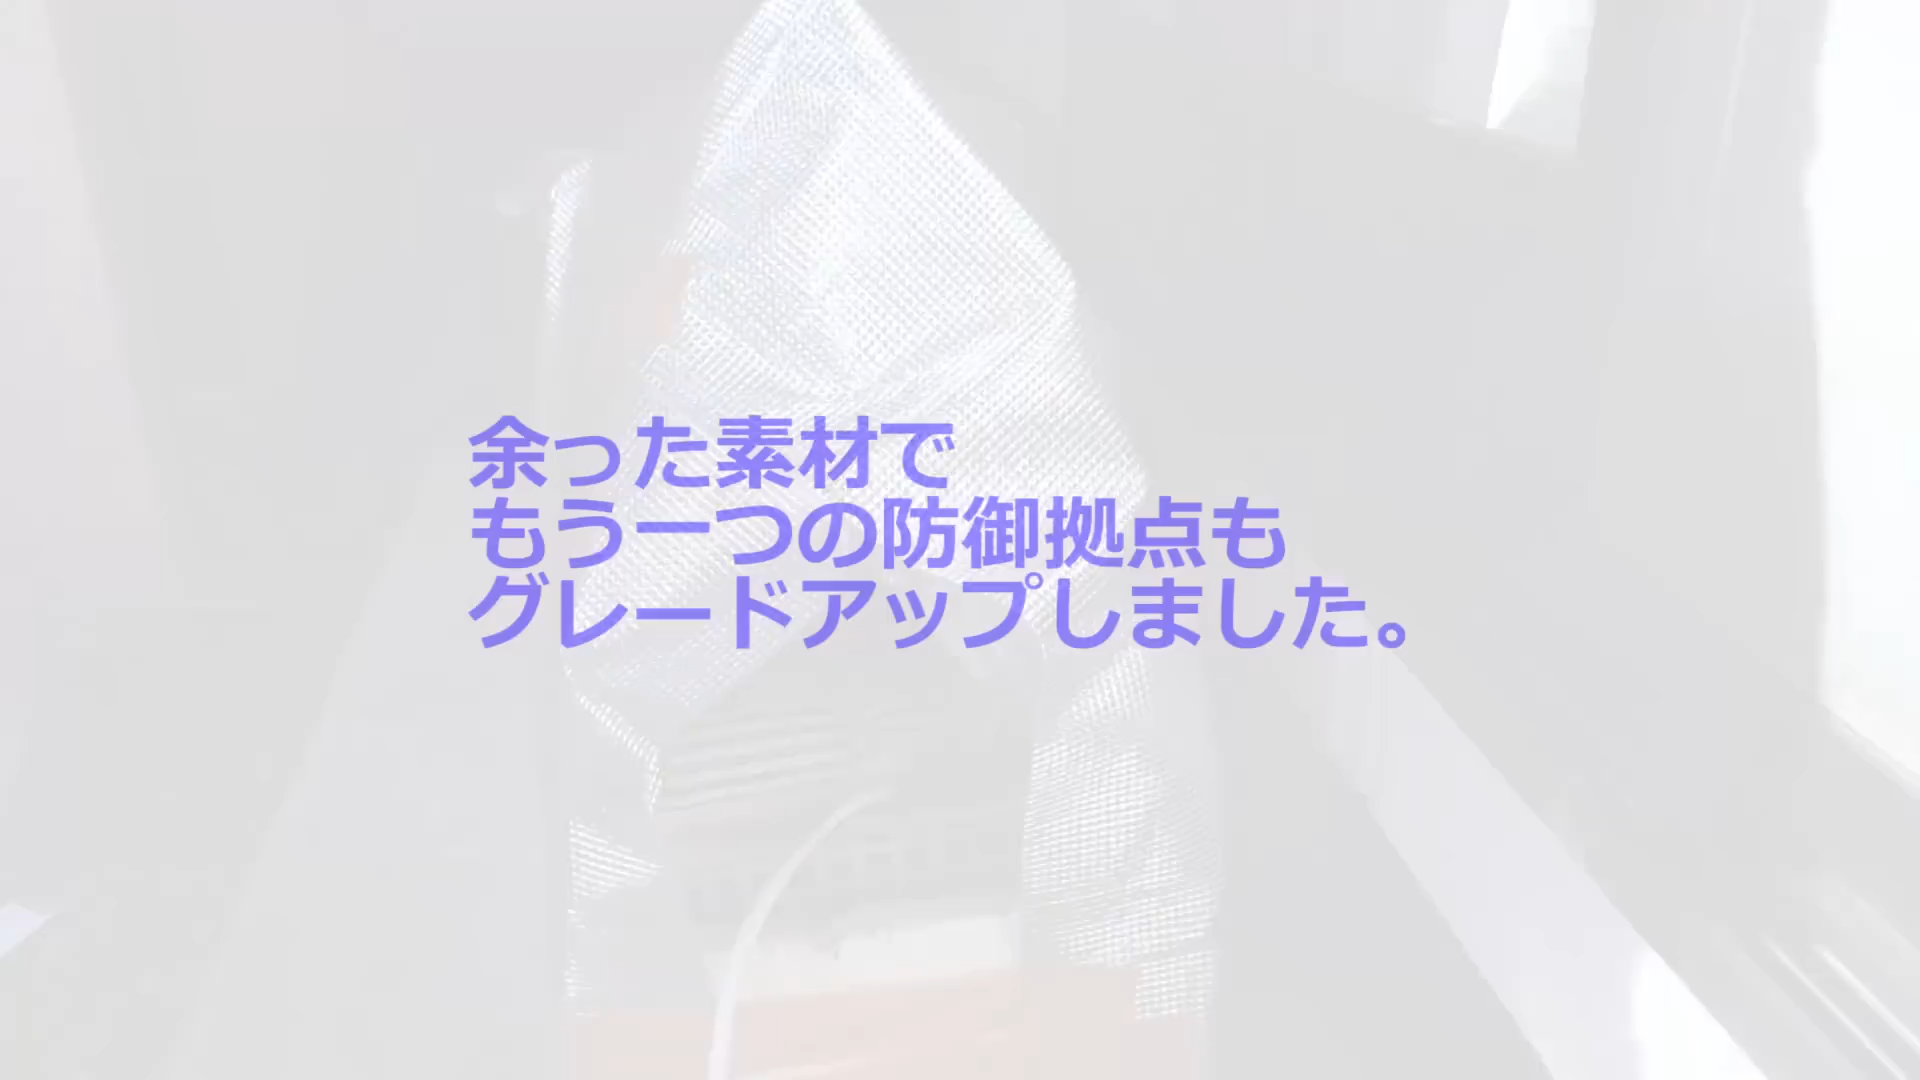 余った素材で
もう一つの防御拠点も
グレードアップしました。